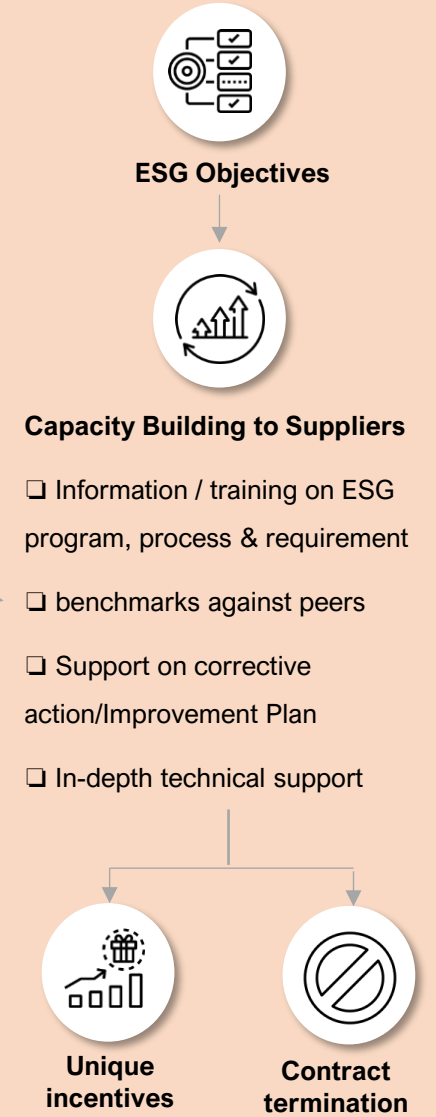 ESG Objectives
Capacity Building to Suppliers
❏ Information / training on ESG
program, process & requirement
❏ benchmarks against peers
❏ Support on corrective
action/Improvement Plan
❏ In-depth technical support
Unique
incentives
Contract
termination